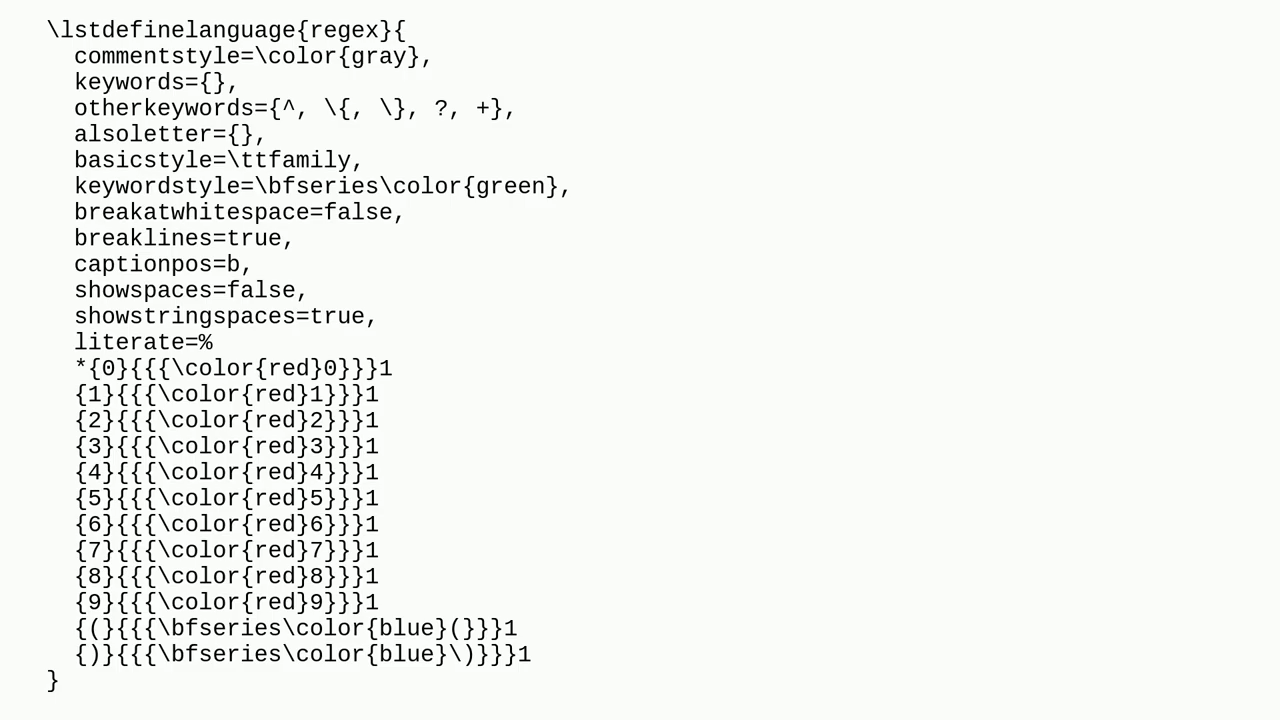 \lstdefinelanguage{regex}{
  commentstyle=\color{gray},
  keywords={},
  otherkeywords={^, \{, \}, ?, +},
  alsoletter={},
  basicstyle=\ttfamily,
  keywordstyle=\bfseries\color{green},
  breakatwhitespace=false,
  breaklines=true,
  captionpos=b,
  showspaces=false,
  showstringspaces=true,
  literate=%
  *{0}{{{\color{red}0}}}1
  {1}{{{\color{red}1}}}1
  {2}{{{\color{red}2}}}1
  {3}{{{\color{red}3}}}1
  {4}{{{\color{red}4}}}1
  {5}{{{\color{red}5}}}1
  {6}{{{\color{red}6}}}1
  {7}{{{\color{red}7}}}1
  {8}{{{\color{red}8}}}1
  {9}{{{\color{red}9}}}1
  {(}{{{\bfseries\color{blue}(}}}1
  {)}{{{\bfseries\color{blue}\)}}}1
}